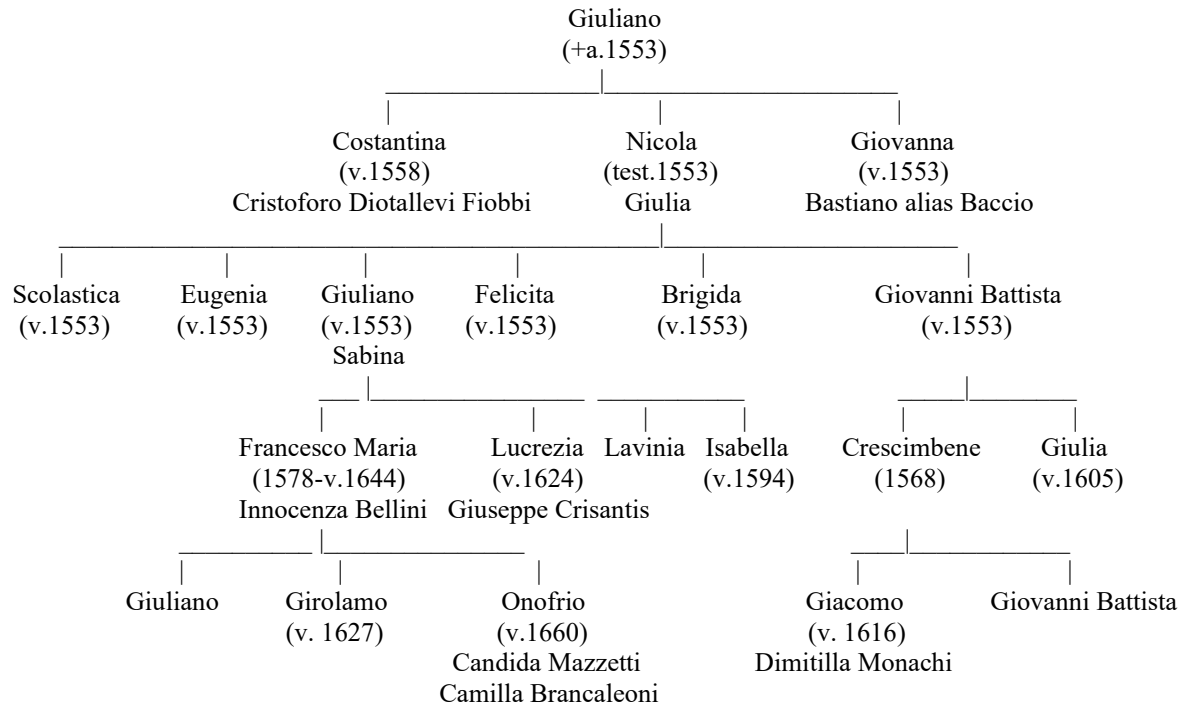 Giuliano
(+a.1553)
Costantina Nicola Giovanna
(v.1558) (test.1553) (v.1553)
Cristoforo Diotallevi Fiobbi Giulia Bastiano alias Baccio
Scolastica Eugenia Giuliano Felicita Brigida Giovanni Battista
(v.1553) (v.1553) (v.1553) (v.1553) (v.1553) (v.1553)
Sabina
Francesco Maria Lucrezia Lavinia Isabella Crescimbene Giulia
(1578-v.1644) (v.1624) (v.1594) (1568) (v.1605)
Innocenza Bellini Giuseppe Crisantis
Giuliano Girolamo Onofrio Giacomo Giovanni Battista
(v. 1627) (v.1660) (v. 1616)
Candida Mazzetti Dimitilla Monachi
Camilla Brancaleoni